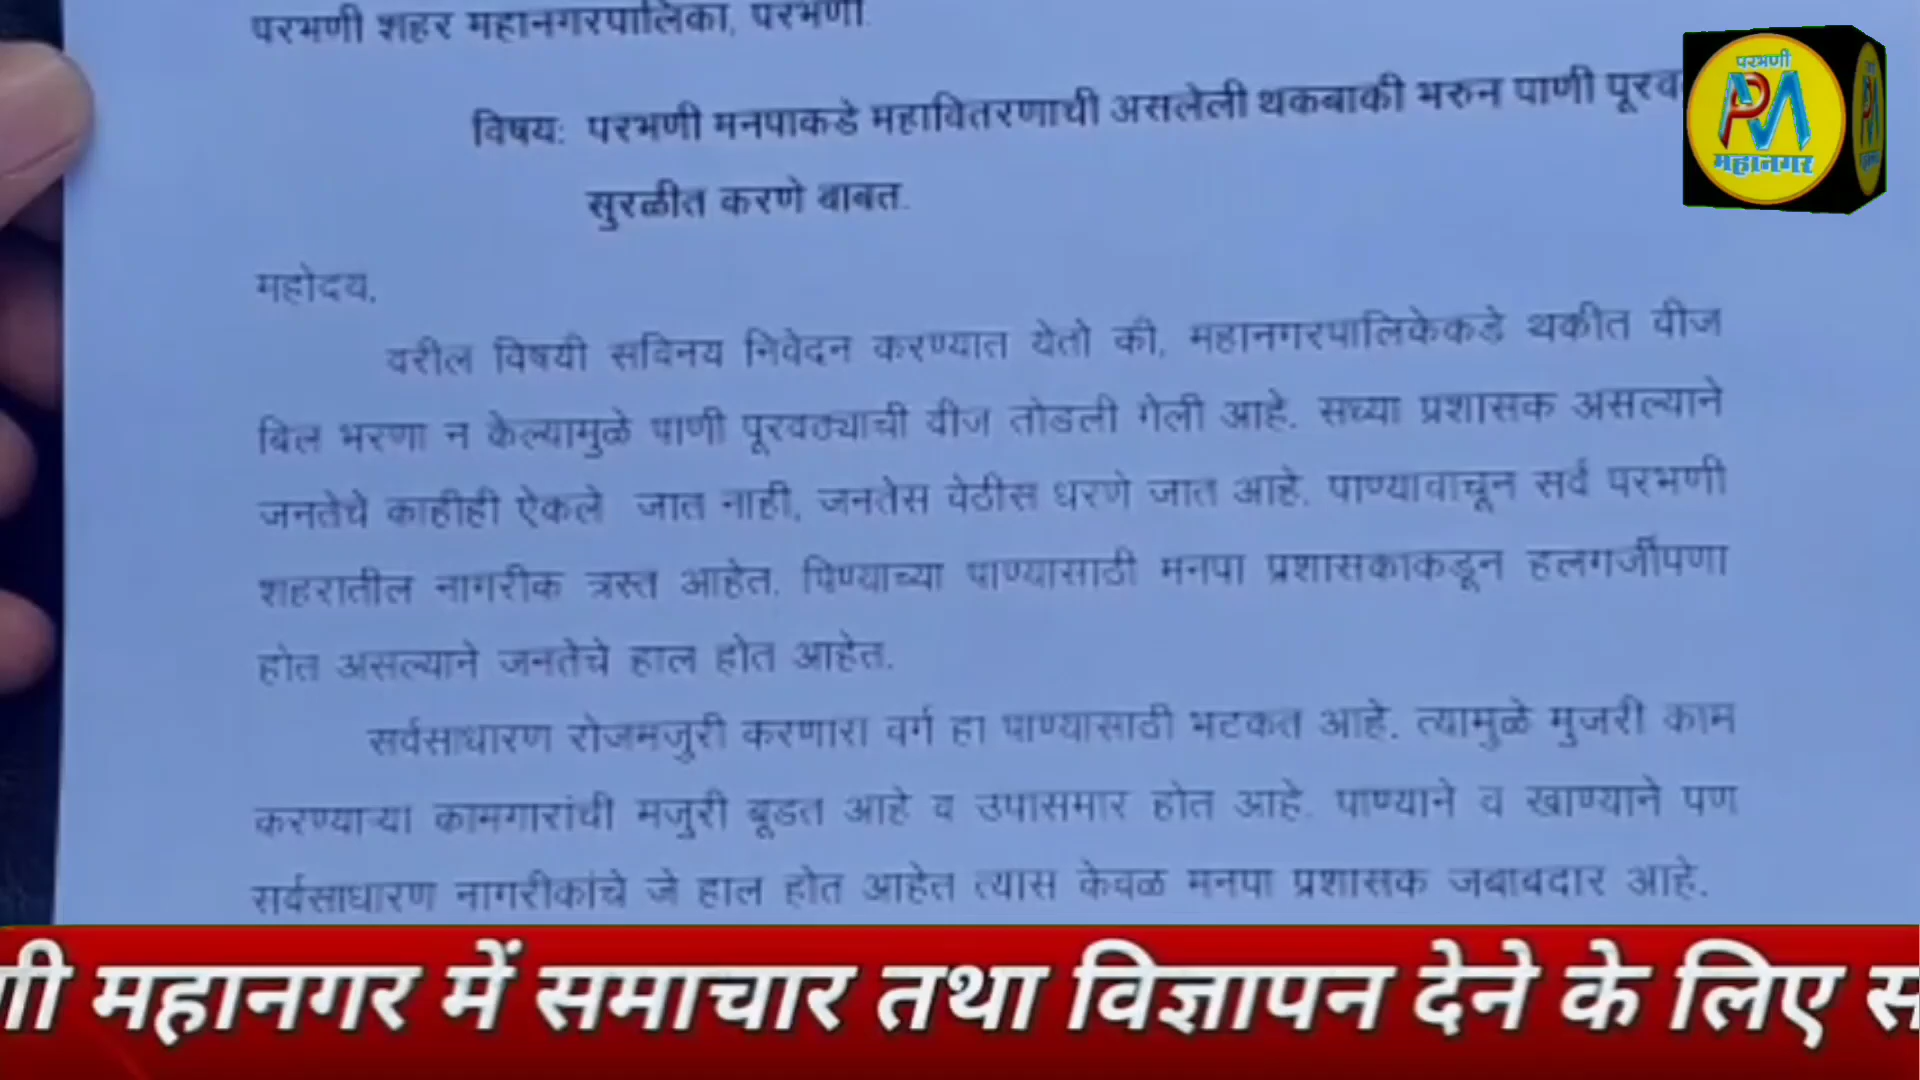 परभणी शहर महानगरपालिका, परभणी
विषय: परभणी मनपाकडे महावितरणाची असलेली थकबाकी भरुन पाणी पूरव
सुरळीत करणे बाबत.
महोदय,
वरील विषयी सविनय निवेदन करण्यात येतो की, महानगरपालिकेकडे थकीत वीज
बिल भरणा न केल्यामुळे पाणी पूरवठ्याची वीज तोडली गेली आहे. सध्या प्रशासक असल्याने
जनतेचे काहीही ऐकले जात नाही, जनतेस वेठीस धरणे जात आहे. पाण्यावाचून सर्व परभणी
शहरातील नागरीक त्रस्त आहेत. पिण्याच्या पाण्यासाठी मनपा प्रशासकाकडून हलगर्जीपणा
होत असल्याने जनतेचे हाल होत आहेत.
सर्वसाधारण रोजमजुरी करणारा वर्ग हा पाण्यासाठी भटकत आहे. त्यामुळे मुजरी काम
करण्याऱ्या कामगारांची मजुरी बूडत आहे व उपासमार होत आहे. पाण्याने व खाण्याने पण
सर्वसाधारण नागरीकांचे जे हाल होत आहेत त्यास केवळ मनपा प्रशासक जबाबदार आहे.
परभणी
PM
महानगर
णी महानगर में समाचार तथा विज्ञापन देने के लिए स